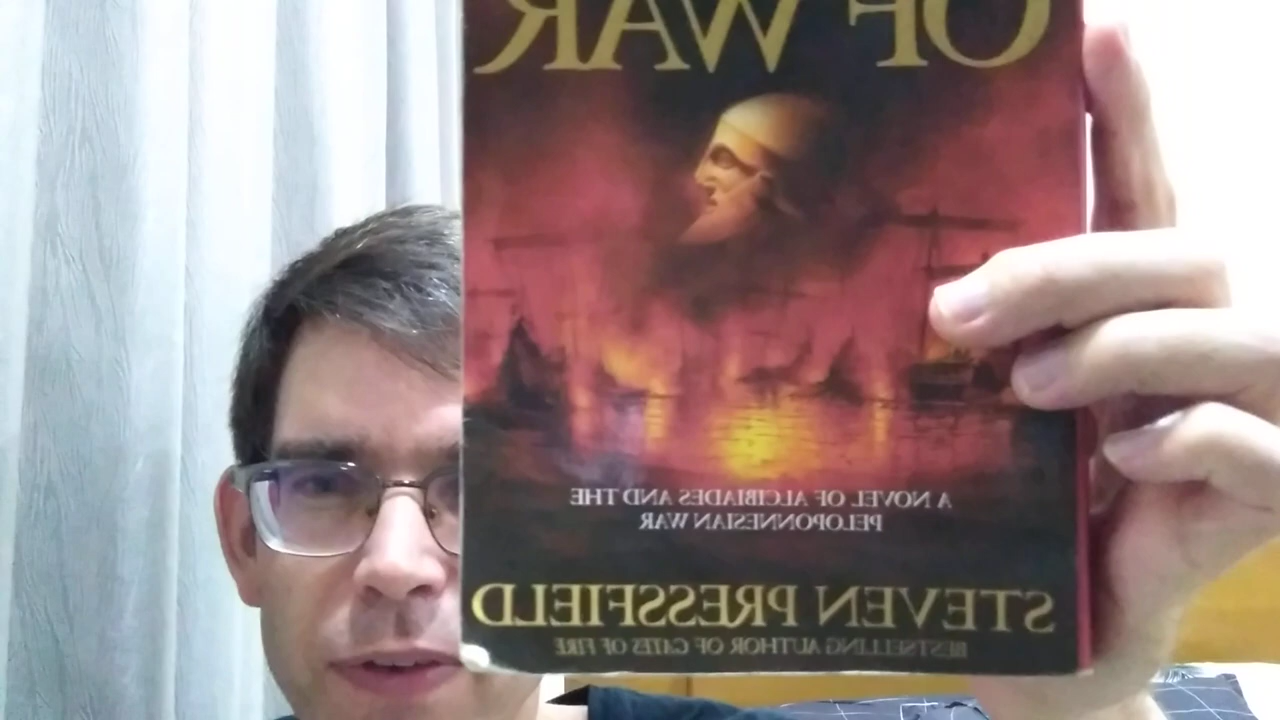 OF WAR
A NOVEL OF ALCIBIADES AND THE
PELOPONNESIAN WAR
STEVEN PRESSFIELD
BESTSELLING AUTHOR OF GATES OF FIRE